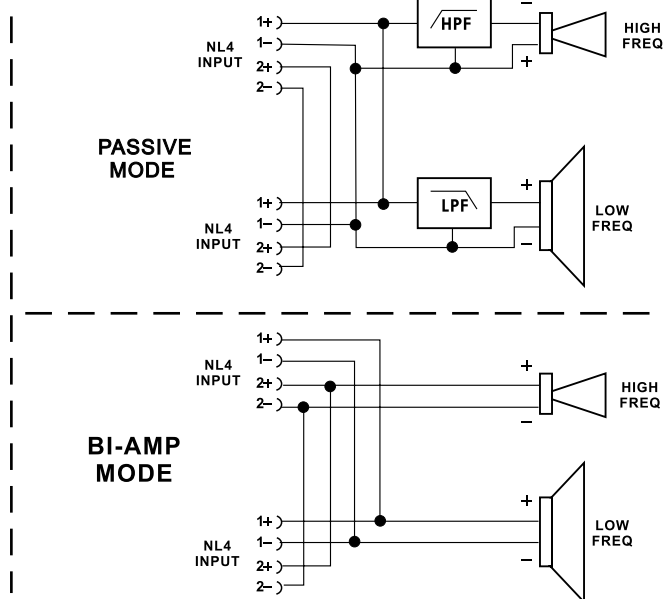 1+
1−
NL4
INPUT
2+
2−
HPF
−
+
HIGH
FREQ
PASSIVE
MODE
1+
1−
NL4
INPUT
2+
2−
LPF
+
−
LOW
FREQ
1+
1−
NL4
INPUT
2+
2−
+
−
HIGH
FREQ
BI-AMP
MODE
1+
1−
NL4
INPUT
2+
2−
+
−
LOW
FREQ